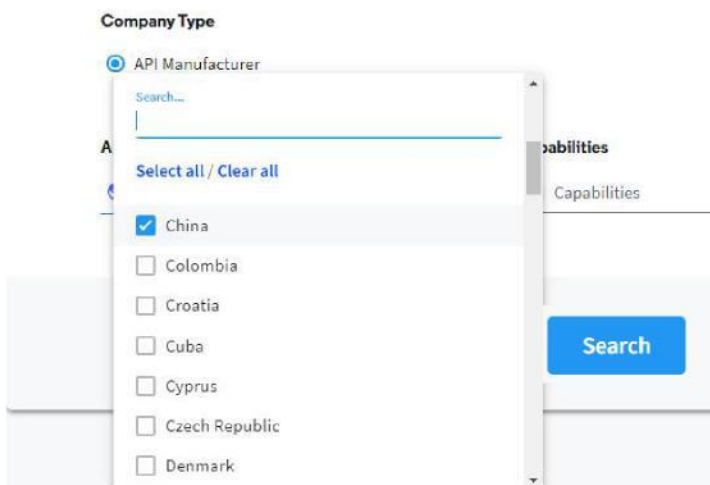 Company Type
API Manufacturer
Search...
A
pabilities
Select all / Clear all
Capabilities
China
Colombia
Croatia
Search
Cuba
Cyprus
Czech Republic
Denmark